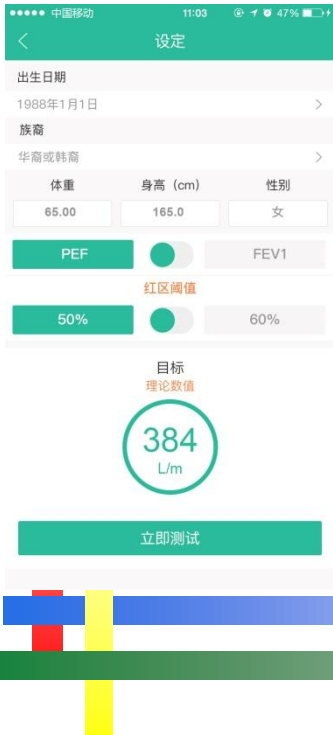 中国移动 11:03 47%
设定
出生日期
1988年1月1日
族裔
华裔或韩裔
体重 身高（cm） 性别
65.00 165.0 女
PEF FEV1
红区阈值
50% 60%
目标
理论数值
384
L/m
立即测试